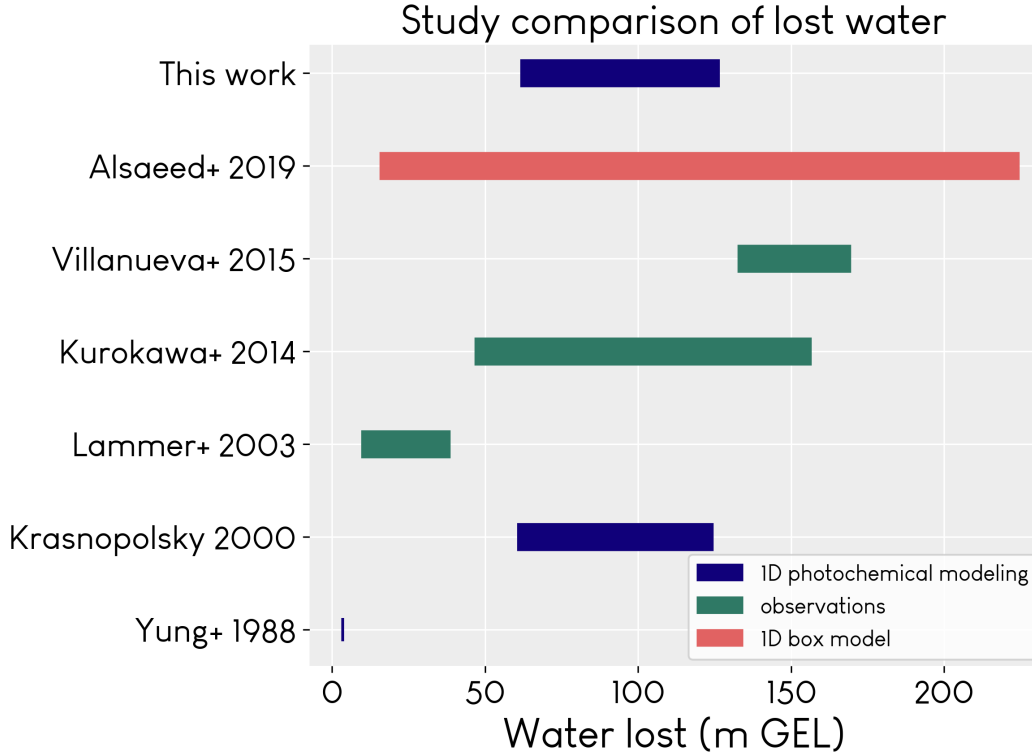 Study comparison of lost water
This work
Alsaeed+ 2019
Villanueva+ 2015
Kurokawa+ 2014
Lammer+ 2003
Krasnopolsky 2000
Yung+ 1988
1D photochemical modeling
observations
1D box model
0 50 100 150 200
Water lost (m GEL)